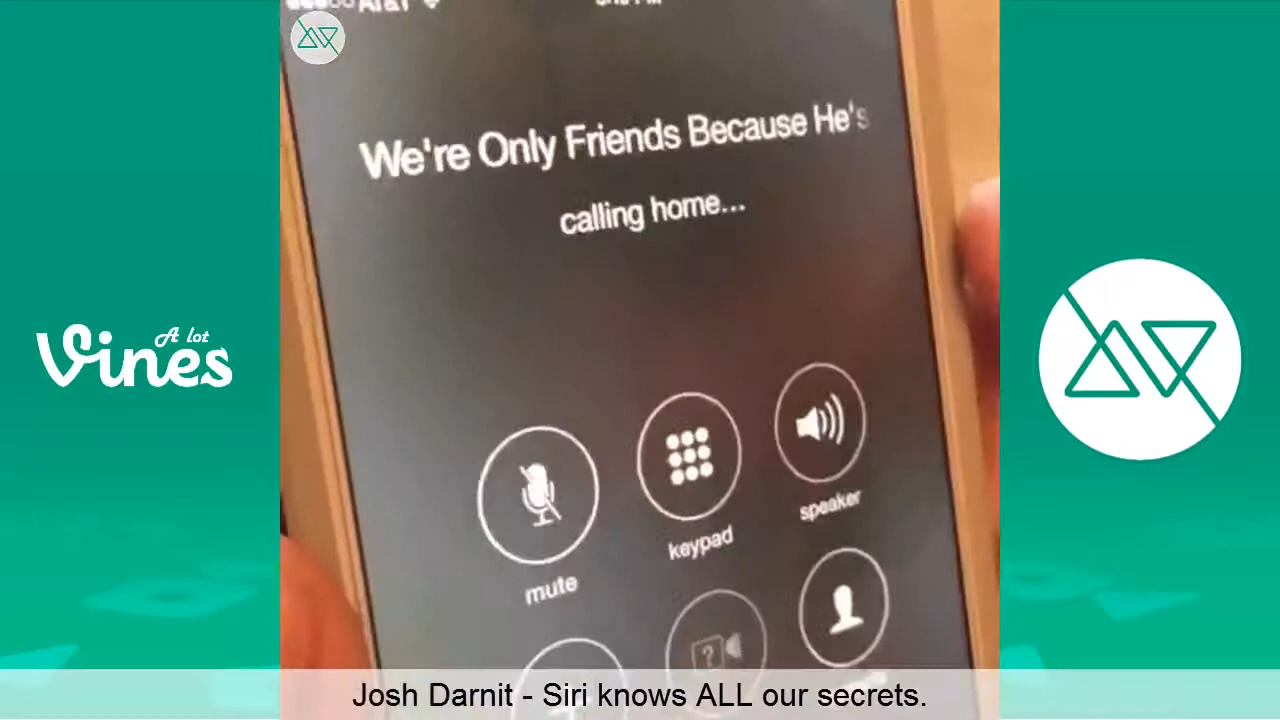 AT&T
We're Only Friends Because He's
calling home...
mute
keypad
speaker
A lot
Vines
Josh Darnit - Siri knows ALL our secrets.